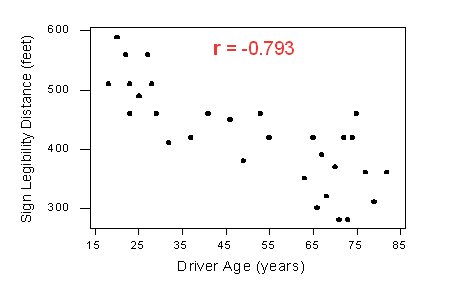 r = -0.793
Sign Legibility Distance (feet)
600
500
400
300
15 25 35 45 55 65 75 85
Driver Age (years)